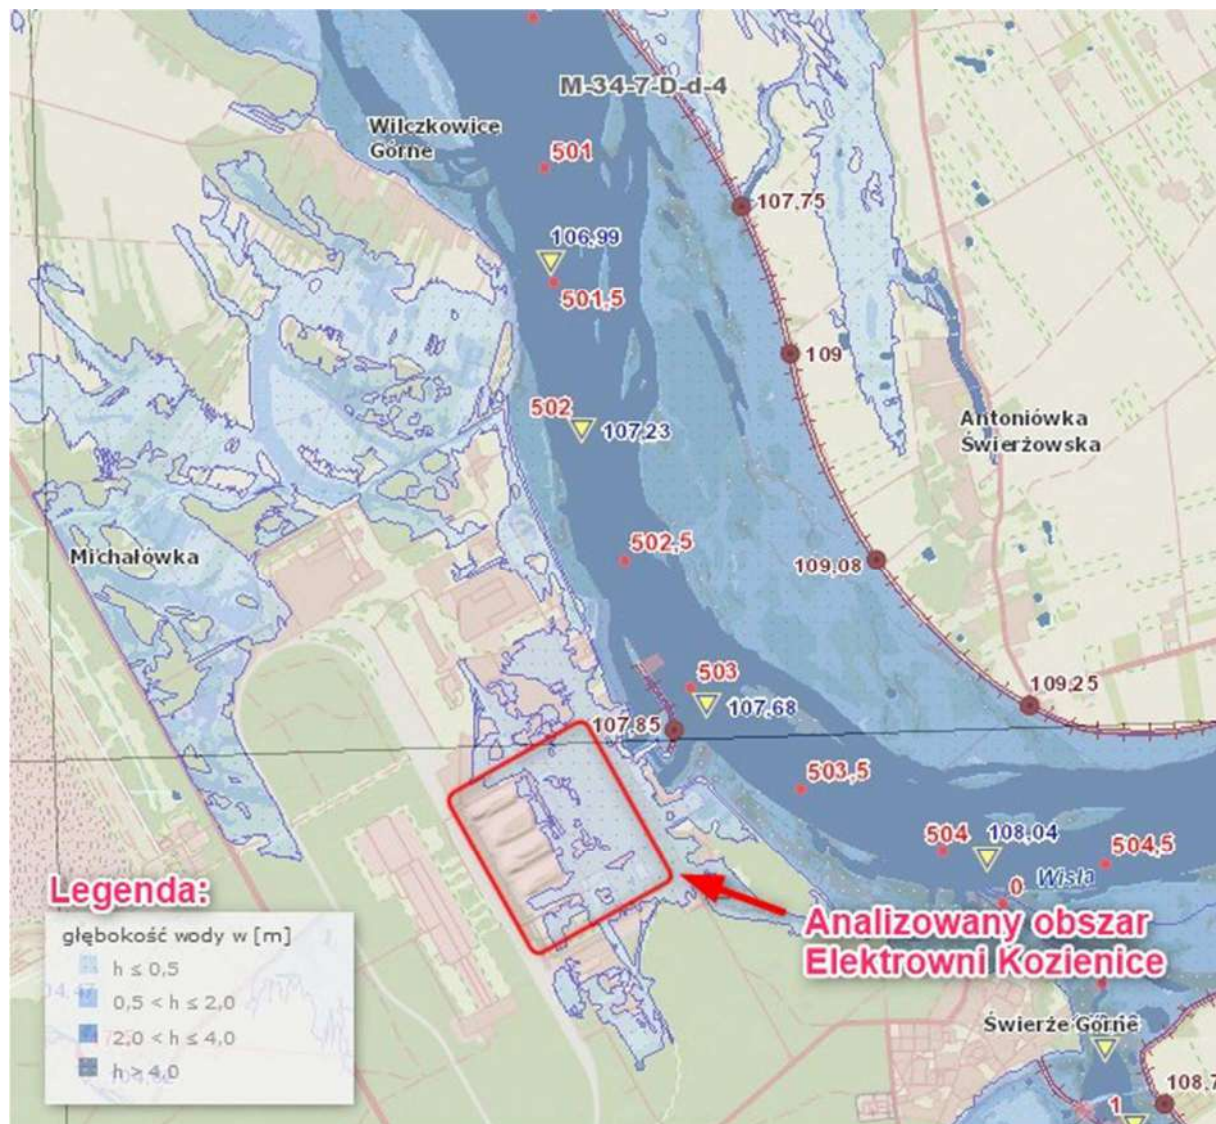 M-34-7-D-d-4
Wilczkowice
Górne
501
107,75
106,99
501,5
109
502
107,23
Antoniówka
Świerżowska
502,5
Michałówka
109,08
503
109,25
107,68
107,85
503,5
504
108,04
504,5
Wisła
0
Legenda:
głębokość wody w [m]
h ≤ 0,5
0,5 < h ≤ 2,0
2,0 < h ≤ 4,0
h > 4,0
Analizowany obszar
Elektrowni Kozienice
Świerże Górne
108,7
1